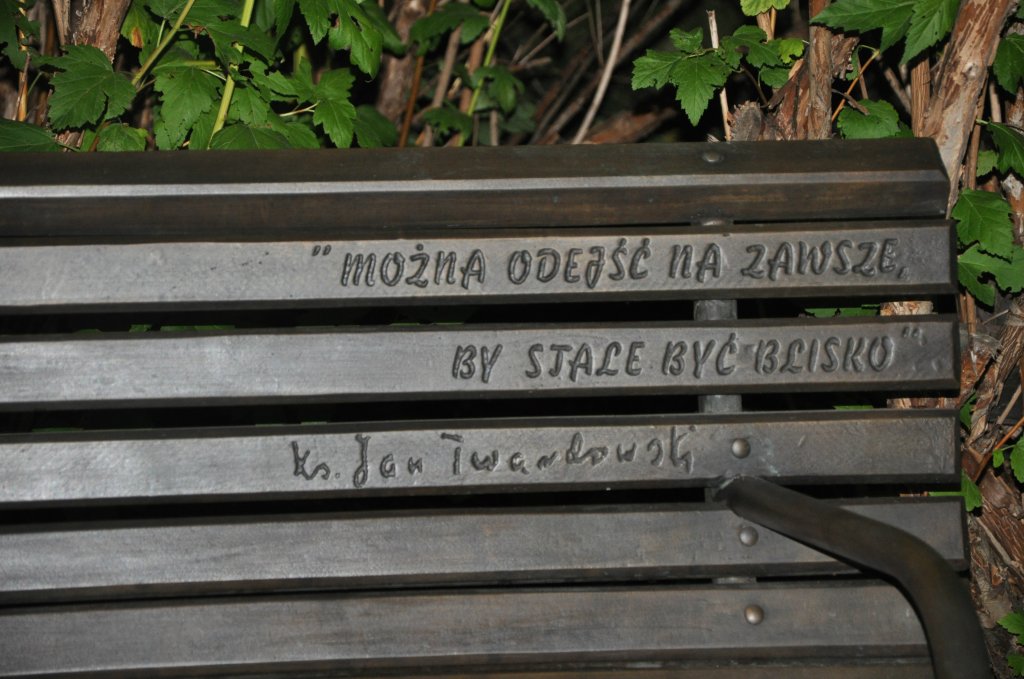 "MOŻNA ODEJŚĆ NA ZAWSZE,
BY STALE BYĆ BLISKO"
ks. Jan Twardowski